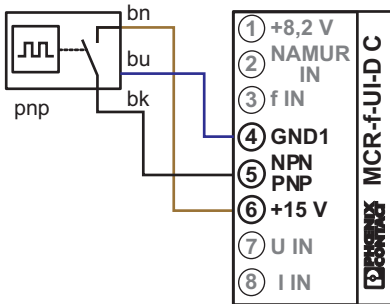 bn
bu
bk
pnp
1 +8,2 V
2 NAMUR IN
3 f IN
4 GND1
5 NPN PNP
6 +15 V
7 U IN
8 I IN
MCR-f-UI-D C
PHŒNIX CONTACT